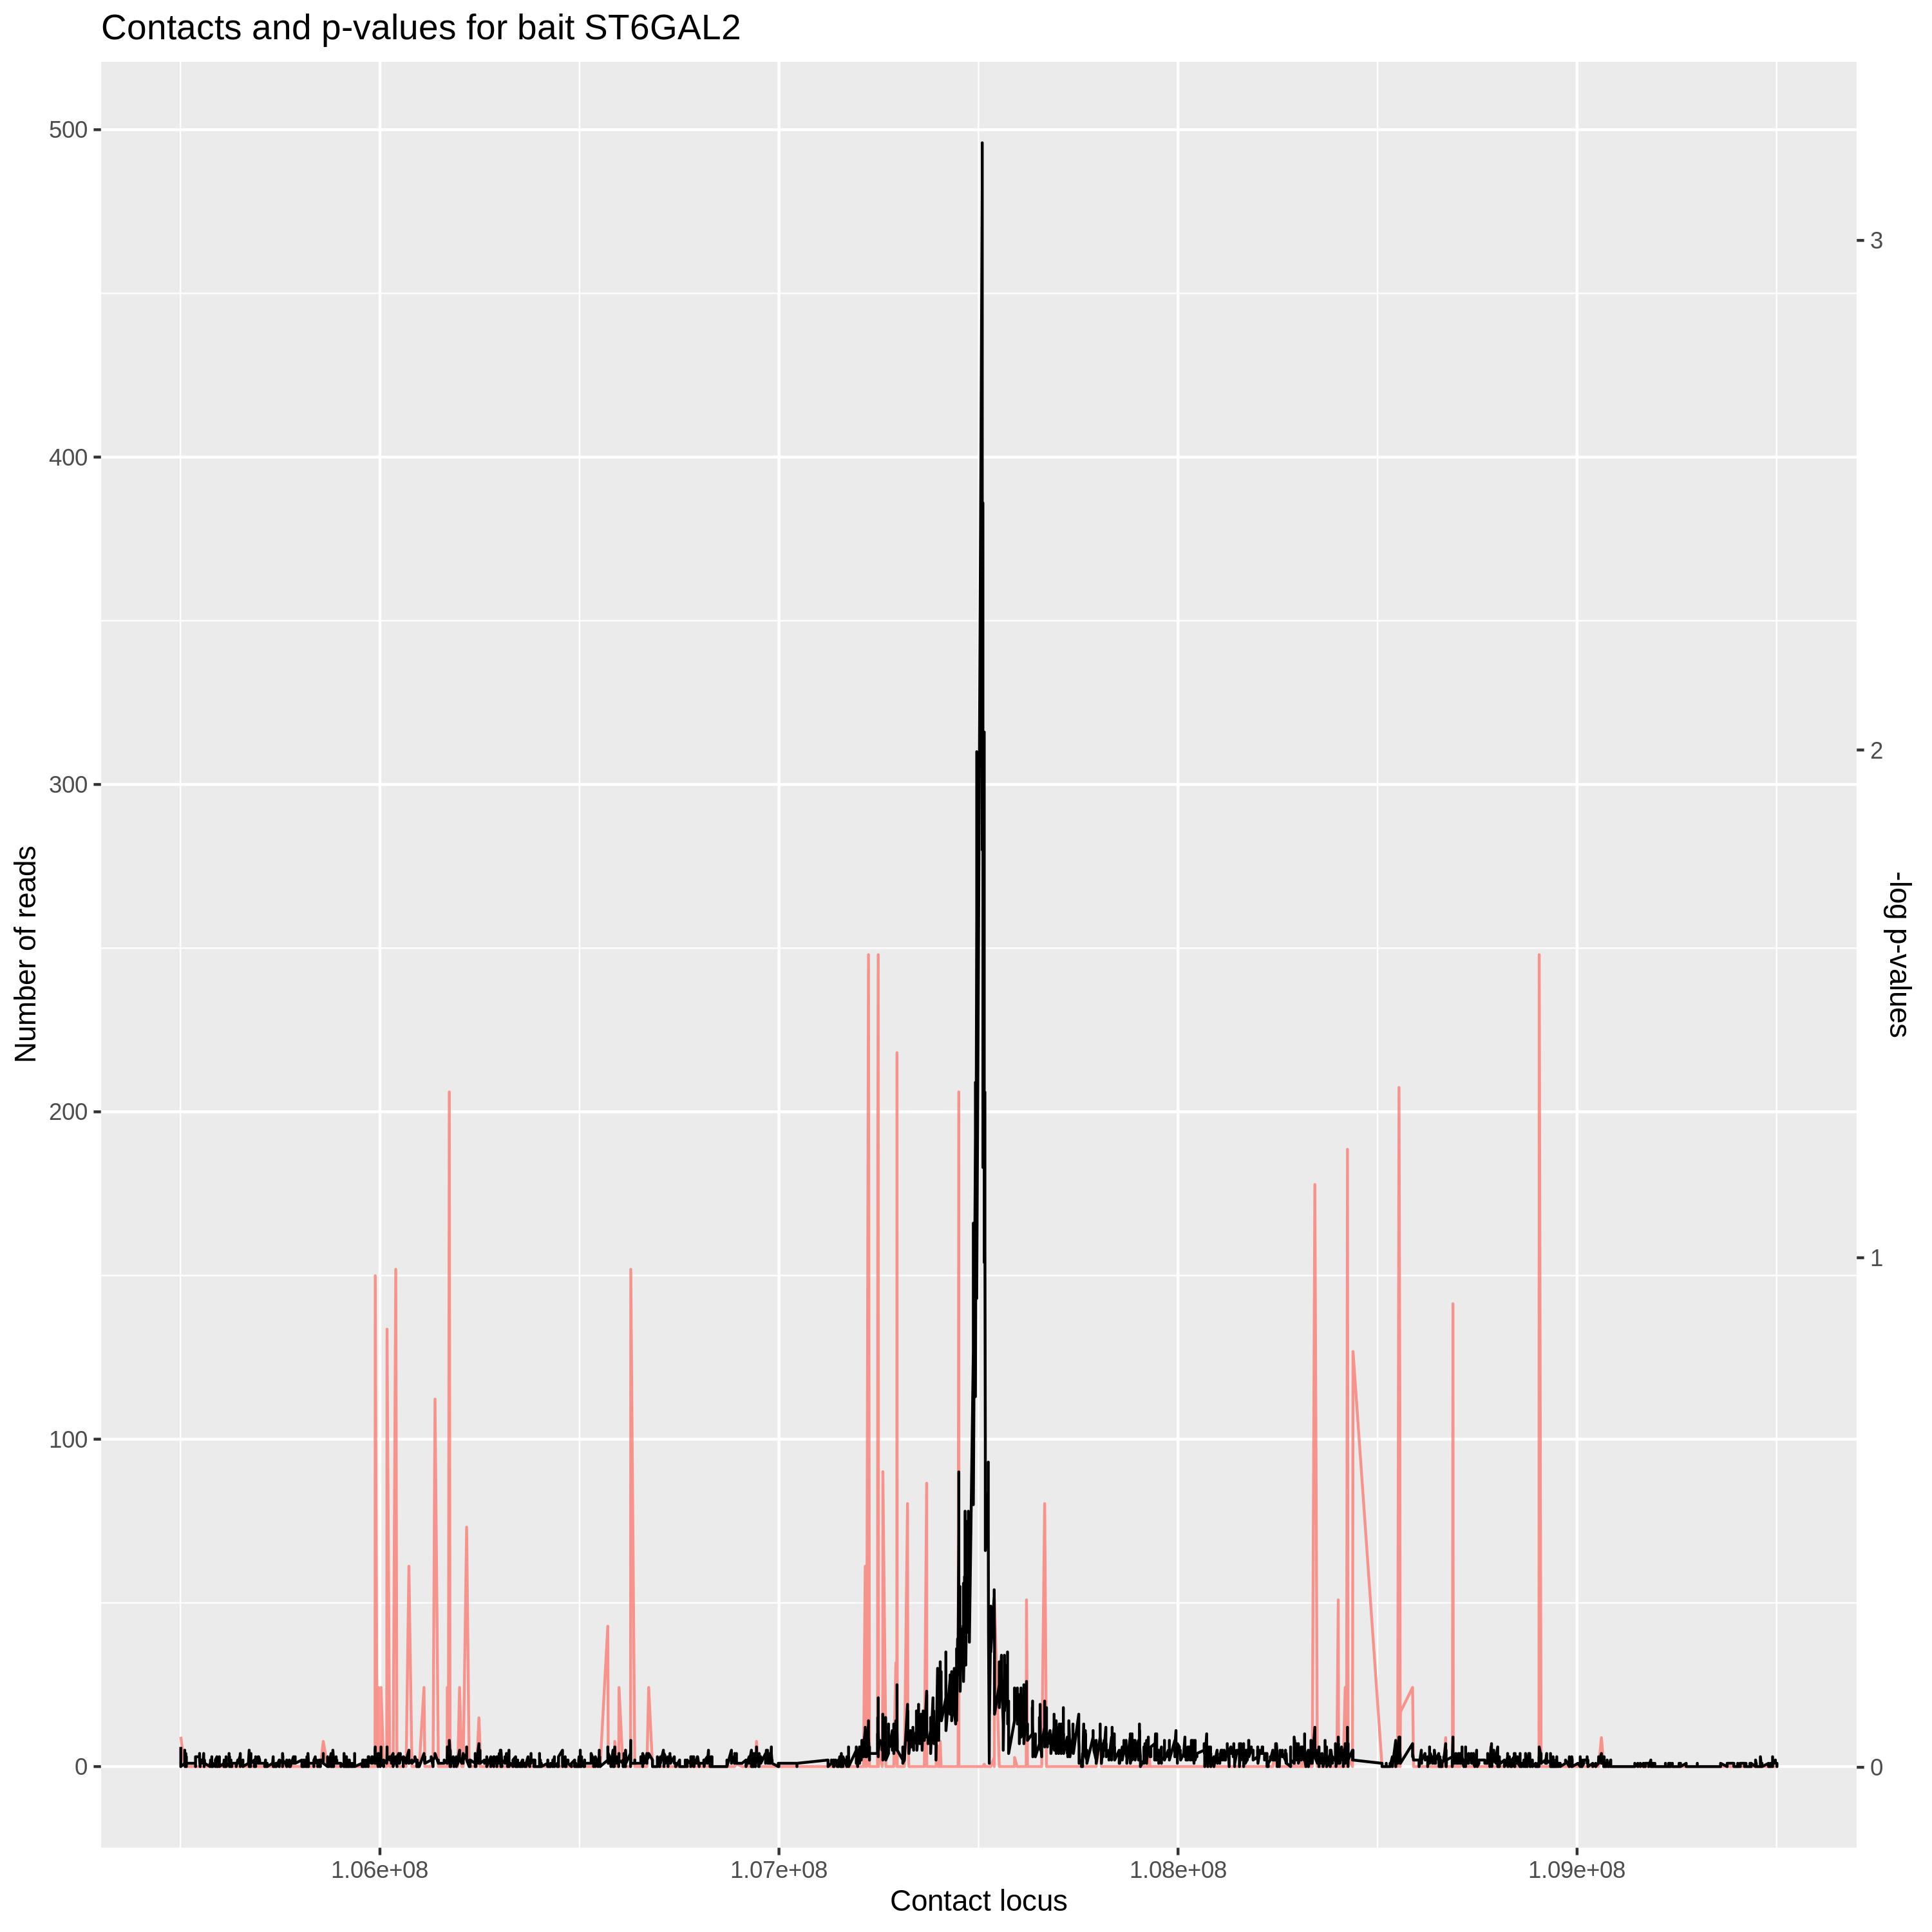 Contacts and p-values for bait ST6GAL2
500
400
300
200
100
0
3
2
1
0
Number of reads
-log p-values
1.06e+08 1.07e+08 1.08e+08 1.09e+08
Contact locus